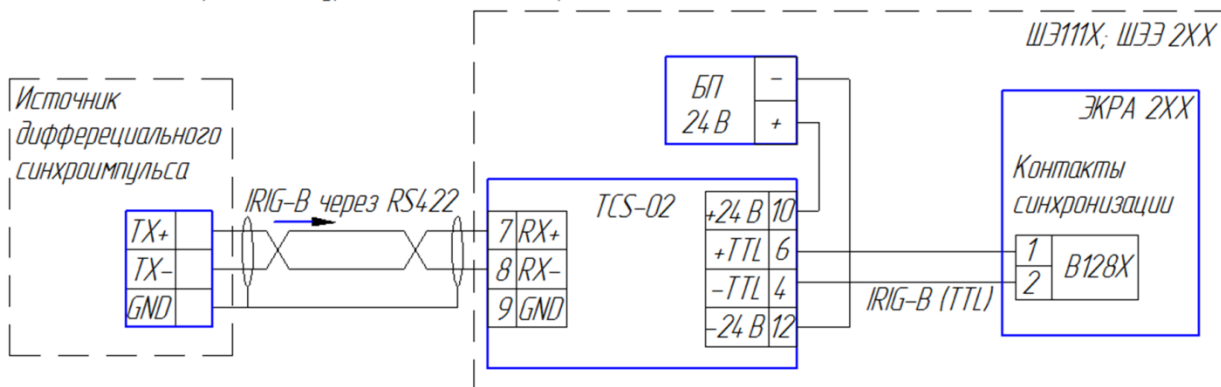 ШЭ111Х; ШЭЭ 2ХХ
Источник
дифферециального
синхроимпульса
TX+
TX-
GND
IRIG-B через RS422
БП
24 В
-
+
TCS-02
7 RX+
8 RX-
9 GND
+24 В 10
+TTL 6
-TTL 4
-24 В 12
IRIG-B (TTL)
ЭКРА 2ХХ
Контакты
синхронизации
1
2
В128Х